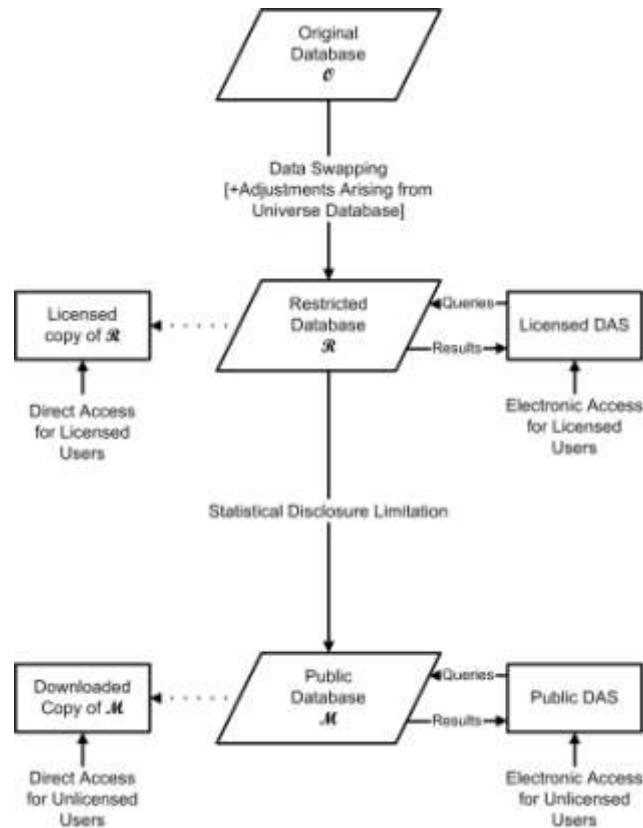 Original
Database
𝒪
Data Swapping
[+Adjustments Arising from
Universe Database]
Licensed
copy of ℛ
Restricted
Database
ℛ
Queries
Results
Licensed DAS
Direct Access
for Licensed
Users
Electronic Access
for Licensed
Users
Statistical Disclosure Limitation
Downloaded
Copy of ℳ
Public
Database
ℳ
Queries
Results
Public DAS
Direct Access
for Unlicensed
Users
Electronic Access
for Unlicensed
Users